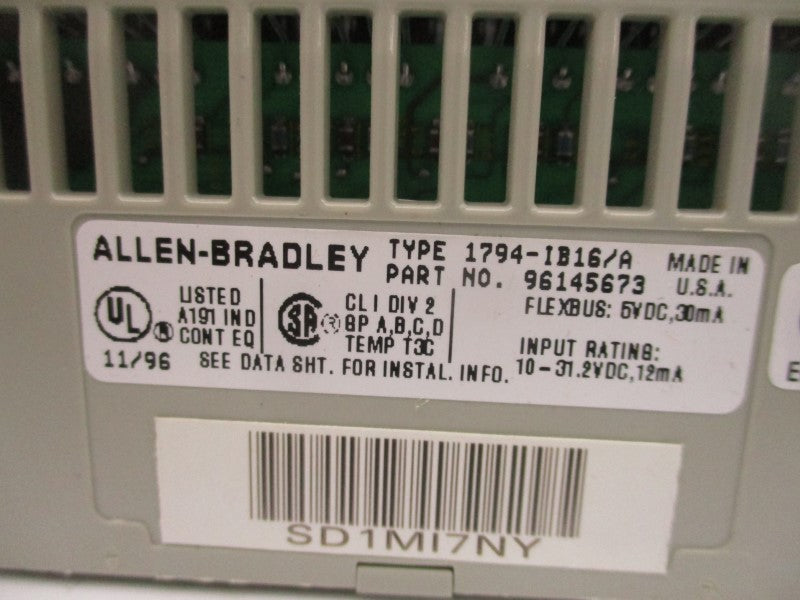 ALLEN-BRADLEY TYPE 1794-IB16/A MADE IN
PART NO. 96145673 U.S.A.
UL ® LISTED
A191 IND
CONT EQ
SA ® CL I DIV 2
GP A,B,C,D
TEMP T3C
FLEXBUS: 5VDC,30mA
INPUT RATING:
10-31.2VDC,12mA
11/96 SEE DATA SHT. FOR INSTAL. INFO.
E
SD1MI7NY